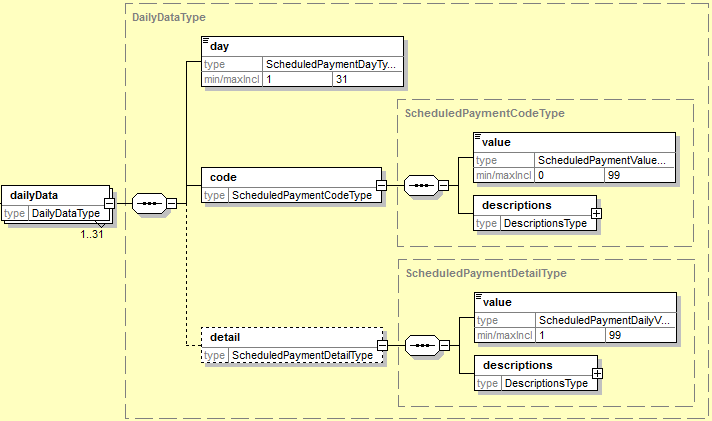 DailyDataType
day
type ScheduledPaymentDayTy...
min/maxIncl 1 31
ScheduledPaymentCodeType
value
type ScheduledPaymentValue...
min/maxIncl 0 99
code
type ScheduledPaymentCodeType
dailyData
type DailyDataType
1..31
descriptions
type DescriptionsType
ScheduledPaymentDetailType
value
type ScheduledPaymentDailyV...
min/maxIncl 1 99
detail
type ScheduledPaymentDetailType
descriptions
type DescriptionsType